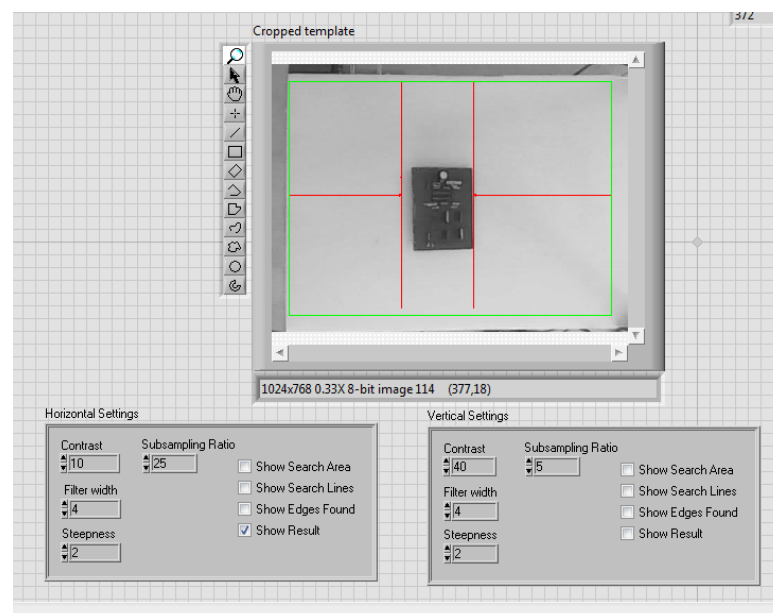 372
Cropped template
1024x768 0.33X 8-bit image 114 (377,18)
Horizontal Settings
Contrast
10
Subsampling Ratio
25
Filter width
4
Steepness
2
Show Search Area
Show Search Lines
Show Edges Found
Show Result
Vertical Settings
Contrast
40
Subsampling Ratio
5
Filter width
4
Steepness
2
Show Search Area
Show Search Lines
Show Edges Found
Show Result